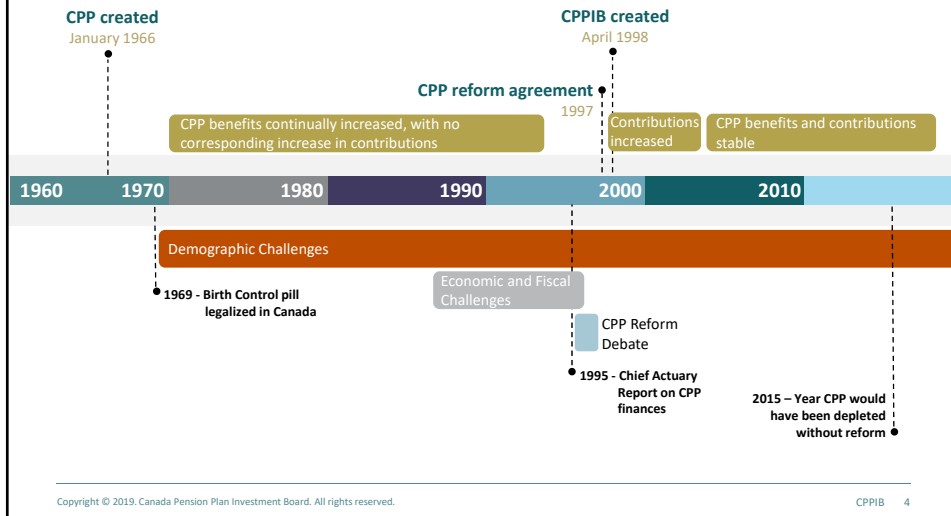 CPP created
January 1966
CPPIB created
April 1998
CPP reform agreement
1997
CPP benefits continually increased, with no
corresponding increase in contributions
Contributions
increased
CPP benefits and contributions
stable
1960 1970 1980 1990 2000 2010
Demographic Challenges
1969 - Birth Control pill
legalized in Canada
Economic and Fiscal
Challenges
CPP Reform
Debate
1995 - Chief Actuary
Report on CPP
finances
2015 – Year CPP would
have been depleted
without reform
Copyright © 2019. Canada Pension Plan Investment Board. All rights reserved.
CPPIB 4